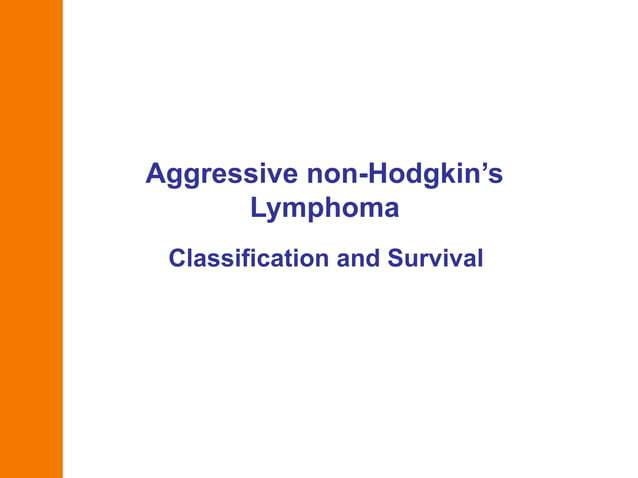 Aggressive non-Hodgkin’s
Lymphoma
Classification and Survival